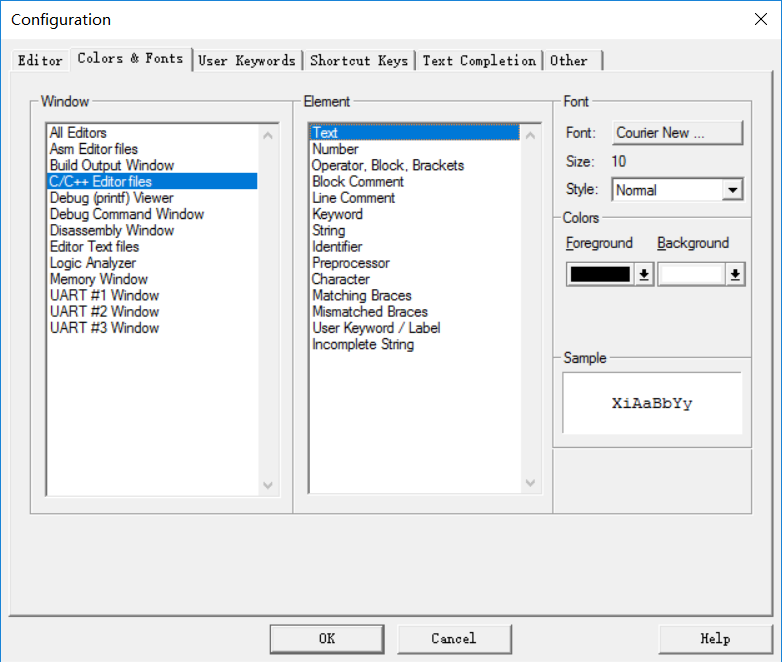 Configuration
Editor
Colors & Fonts
User Keywords
Shortcut Keys
Text Completion
Other
Window
All Editors
Asm Editor files
Build Output Window
C/C++ Editor files
Debug (printf) Viewer
Debug Command Window
Disassembly Window
Editor Text files
Logic Analyzer
Memory Window
UART #1 Window
UART #2 Window
UART #3 Window
Element
Text
Number
Operator, Block, Brackets
Block Comment
Line Comment
Keyword
String
Identifier
Preprocessor
Character
Matching Braces
Mismatched Braces
User Keyword / Label
Incomplete String
Font
Font: Courier New ...
Size: 10
Style: Normal
Colors
Foreground Background
Sample
XiAaBbYy
OK
Cancel
Help